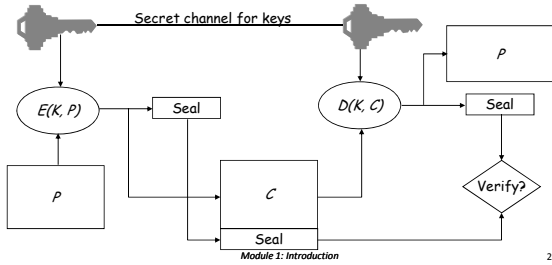 Secret channel for keys
P
E(K, P)
Seal
D(K, C)
Seal
P
C
Verify?
Seal
Module 1: Introduction
2